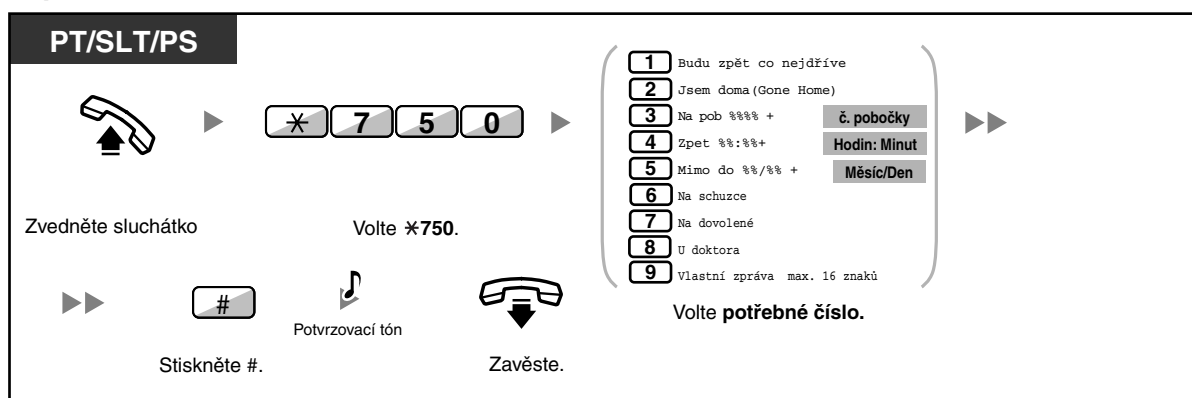 PT/SLT/PS
Zvedněte sluchátko
* 7 5 0
Volte *750.
1 Budu zpět co nejdříve
2 Jsem doma(Gone Home)
3 Na pob %%%% + č. pobočky
4 Zpet %%:%%+ Hodin: Minut
5 Mimo do %%/%% + Měsíc/Den
6 Na schuzce
7 Na dovolené
8 U doktora
9 Vlastní zpráva max. 16 znaků
Volte potřebné číslo.
#
Stiskněte #.
Potvrzovací tón
Zavěste.